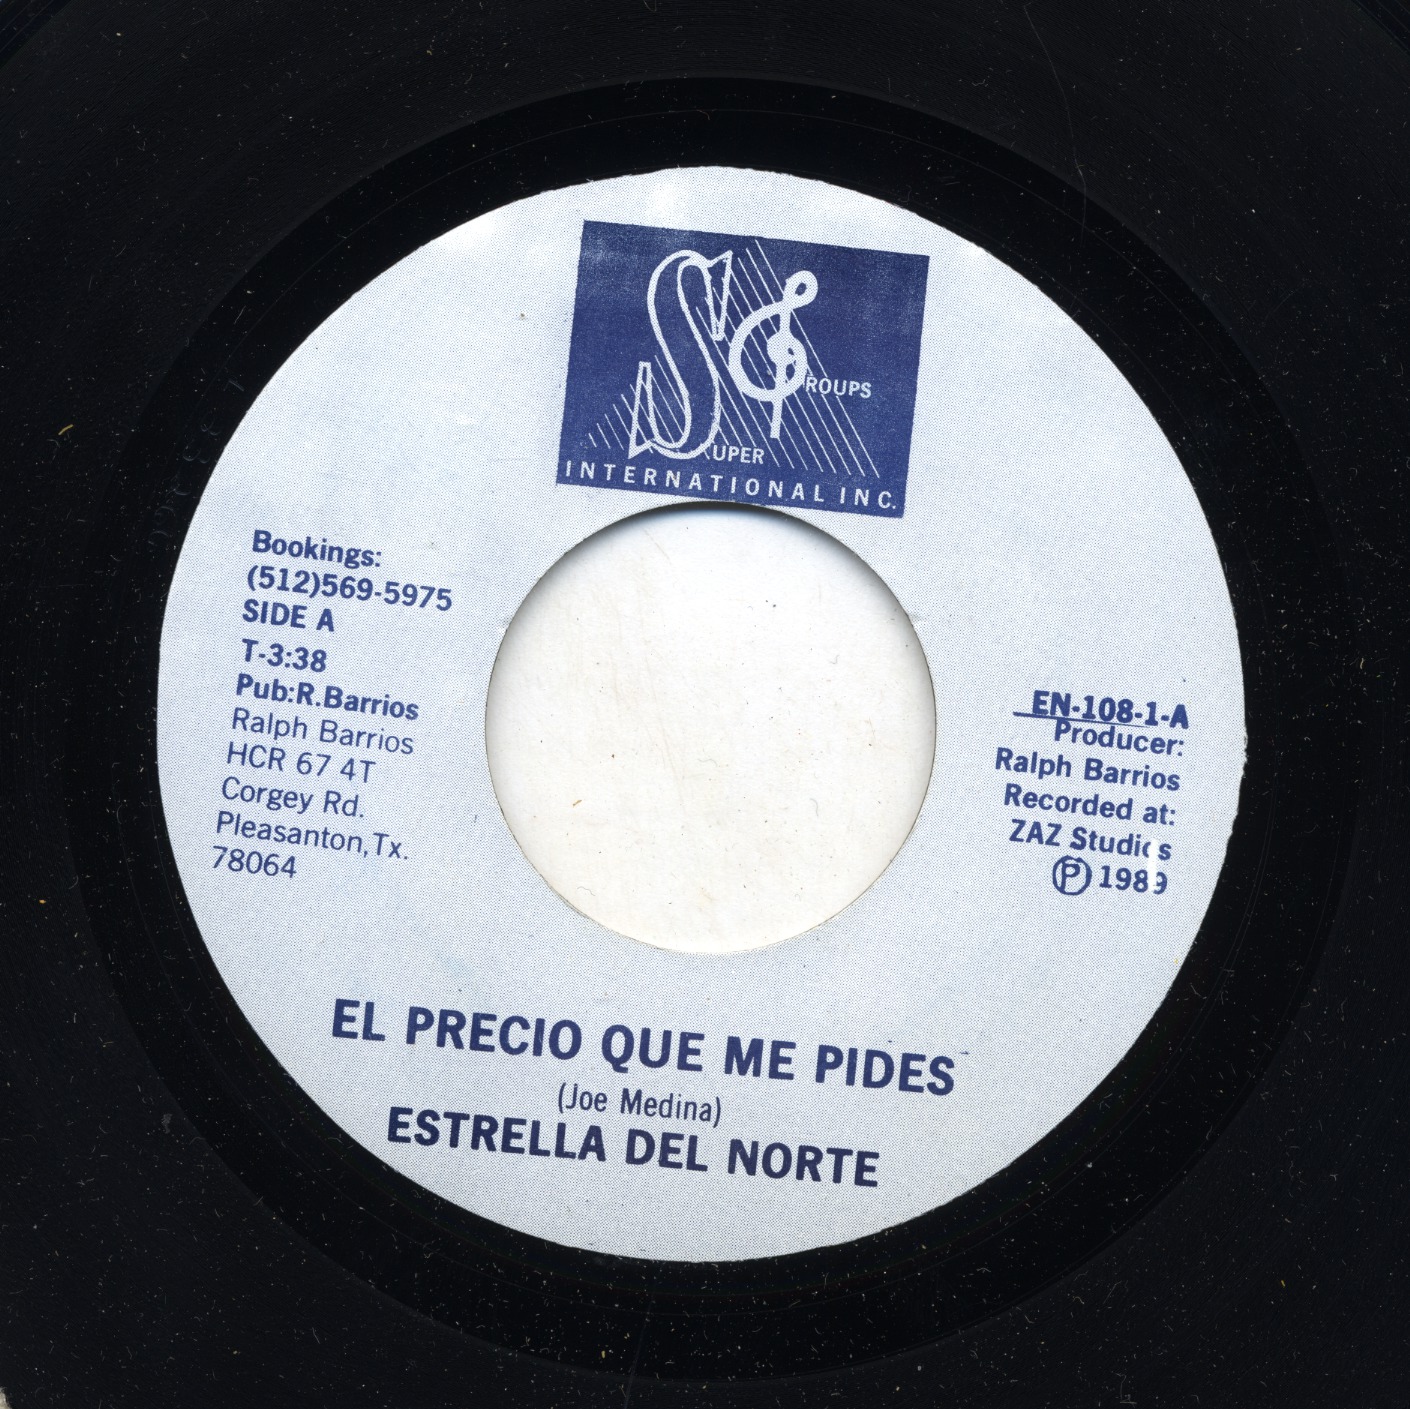 S GROUPS
SUPER
INTERNATIONAL INC.
Bookings:
(512)569-5975
SIDE A
T-3:38
Pub:R.Barrios
Ralph Barrios
HCR 67 4T
Corgey Rd.
Pleasanton,Tx.
78064
EN-108-1-A
Producer:
Ralph Barrios
Recorded at:
ZAZ Studios
℗ 1989
EL PRECIO QUE ME PIDES
(Joe Medina)
ESTRELLA DEL NORTE